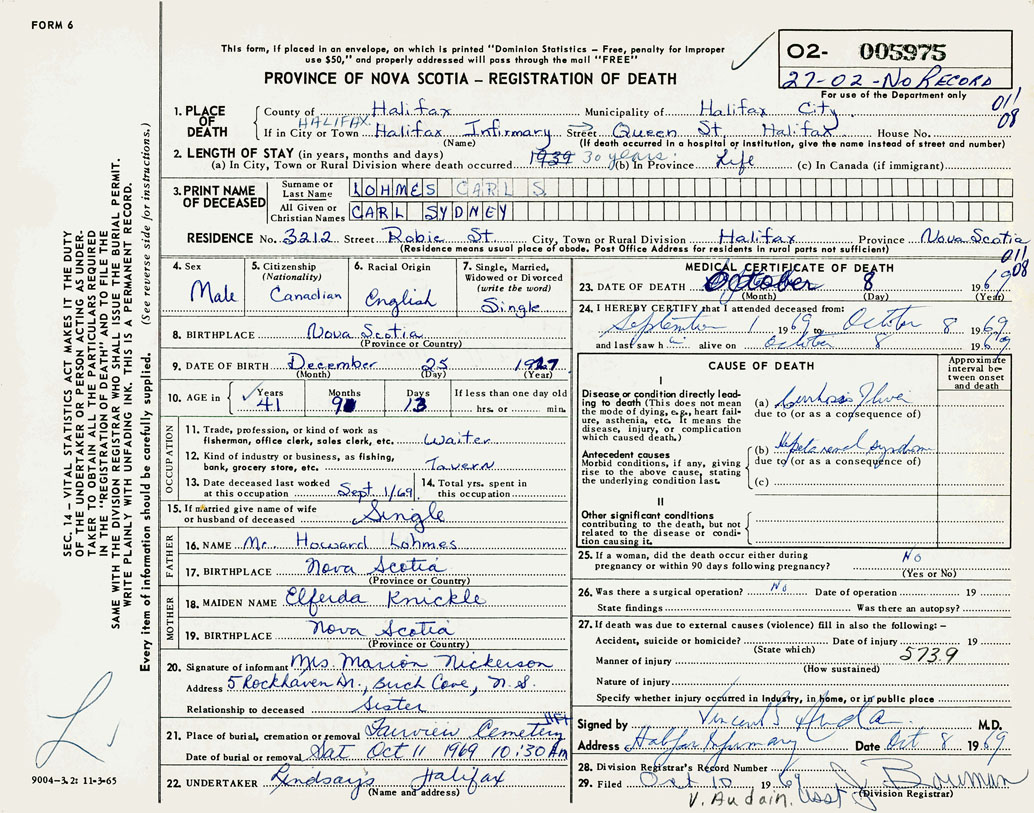 FORM 6
This form, if placed in an envelope, on which is printed "Dominion Statistics – Free, penalty for improper
use $50," and properly addressed will pass through the mail "FREE"
PROVINCE OF NOVA SCOTIA – REGISTRATION OF DEATH
02- 005975
27-02-No RECORD
For use of the Department only
011
08
1. PLACE OF DEATH
County of Halifax Municipality of Halifax City
HALIFAX
If in City or Town Halifax Infirmary Street Queen St. Halifax House No.
(Name) (If death occurred in a hospital or institution, give the name instead of street and number)
2. LENGTH OF STAY (in years, months and days)
(a) In City, Town or Rural Division where death occurred 1939 30 years (b) In Province Life (c) In Canada (if immigrant)
3. PRINT NAME OF DECEASED
Surname or Last Name LOHMES CARL S.
All Given or Christian Names CARL SYDNEY
RESIDENCE No. 3212 Street Robie St City, Town or Rural Division Halifax Province Nova Scotia
(Residence means usual place of abode. Post Office Address for residents in rural parts not sufficient)
011
08
4. Sex
Male
5. Citizenship
(Nationality)
Canadian
6. Racial Origin
English
7. Single, Married,
Widowed or Divorced
(write the word)
Single
8. BIRTHPLACE Nova Scotia
(Province or Country)
9. DATE OF BIRTH December 25 1927
(Month) (Day) (Year)
10. AGE in Years Months Days If less than one day old
41 9 13 hrs. or min.
OCCUPATION
11. Trade, profession, or kind of work as
fisherman, office clerk, sales clerk, etc. Waiter
12. Kind of industry or business, as fishing,
bank, grocery store, etc. Tavern
13. Date deceased last worked
at this occupation Sept 1/69
14. Total yrs. spent in
this occupation
15. If married give name of wife
or husband of deceased Single
FATHER
16. NAME Mr. Howard Lohmes
17. BIRTHPLACE Nova Scotia
(Province or Country)
MOTHER
18. MAIDEN NAME Elferda Knickle
19. BIRTHPLACE Nova Scotia
(Province or Country)
20. Signature of informant Mrs. Marion Nickerson
Address 5 Rockhaven Dr., Birch Cove, N.S.
Relationship to deceased Sister
21. Place of burial, cremation or removal Fairview Cemetery Hfx
Date of burial or removal Sat Oct 11 1969 10:30 Am
22. UNDERTAKER Lindsay's Halifax
(Name and address)
MEDICAL CERTIFICATE OF DEATH
23. DATE OF DEATH October 8 1969
(Month) (Day) (Year)
24. I HEREBY CERTIFY that I attended deceased from:
September 1 1969 to October 8 1969
and last saw h alive on October 8 1969
CAUSE OF DEATH
Approximate
interval be-
tween onset
and death
I
Disease or condition directly lead-
ing to death (This does not mean
the mode of dying, e.g., heart fail-
ure, asthenia, etc. It means the
disease, injury, or complication
which caused death.)
(a) Cirrhosis of liver
due to (or as a consequence of)
Antecedent causes
Morbid conditions, if any, giving
rise to the above cause, stating
the underlying condition last.
(b) Hepatorenal syndrome
due to (or as a consequence of)
(c)
II
Other significant conditions
contributing to the death, but not
related to the disease or condi-
tion causing it.
25. If a woman, did the death occur either during
pregnancy or within 90 days following pregnancy? No
(Yes or No)
26. Was there a surgical operation? No Date of operation 19
State findings Was there an autopsy?
27. If death was due to external causes (violence) fill in also the following: –
Accident, suicide or homicide? Date of injury 19
(State which) 573.9
Manner of injury
(How sustained)
Nature of injury
Specify whether injury occurred in industry, in home, or in public place
Signed by Vincent M.D.
Address Halifax Infirmary Date Oct 8 1969
28. Division Registrar's Record Number
29. Filed Oct 10 1969 J. Bowman
V. Audain. asst (Division Registrar)
SEC. 14 – VITAL STATISTICS ACT MAKES IT THE DUTY
OF THE UNDERTAKER OR PERSON ACTING AS UNDER-
TAKER TO OBTAIN ALL THE PARTICULARS REQUIRED
IN THE "REGISTRATION OF DEATH" AND TO FILE THE
SAME WITH THE DIVISION REGISTRAR WHO SHALL ISSUE THE BURIAL PERMIT.
WRITE PLAINLY WITH UNFADING INK. THIS IS A PERMANENT RECORD.
Every item of information should be carefully supplied. (See reverse side for instructions.)
9004-3.2: 11-3-65